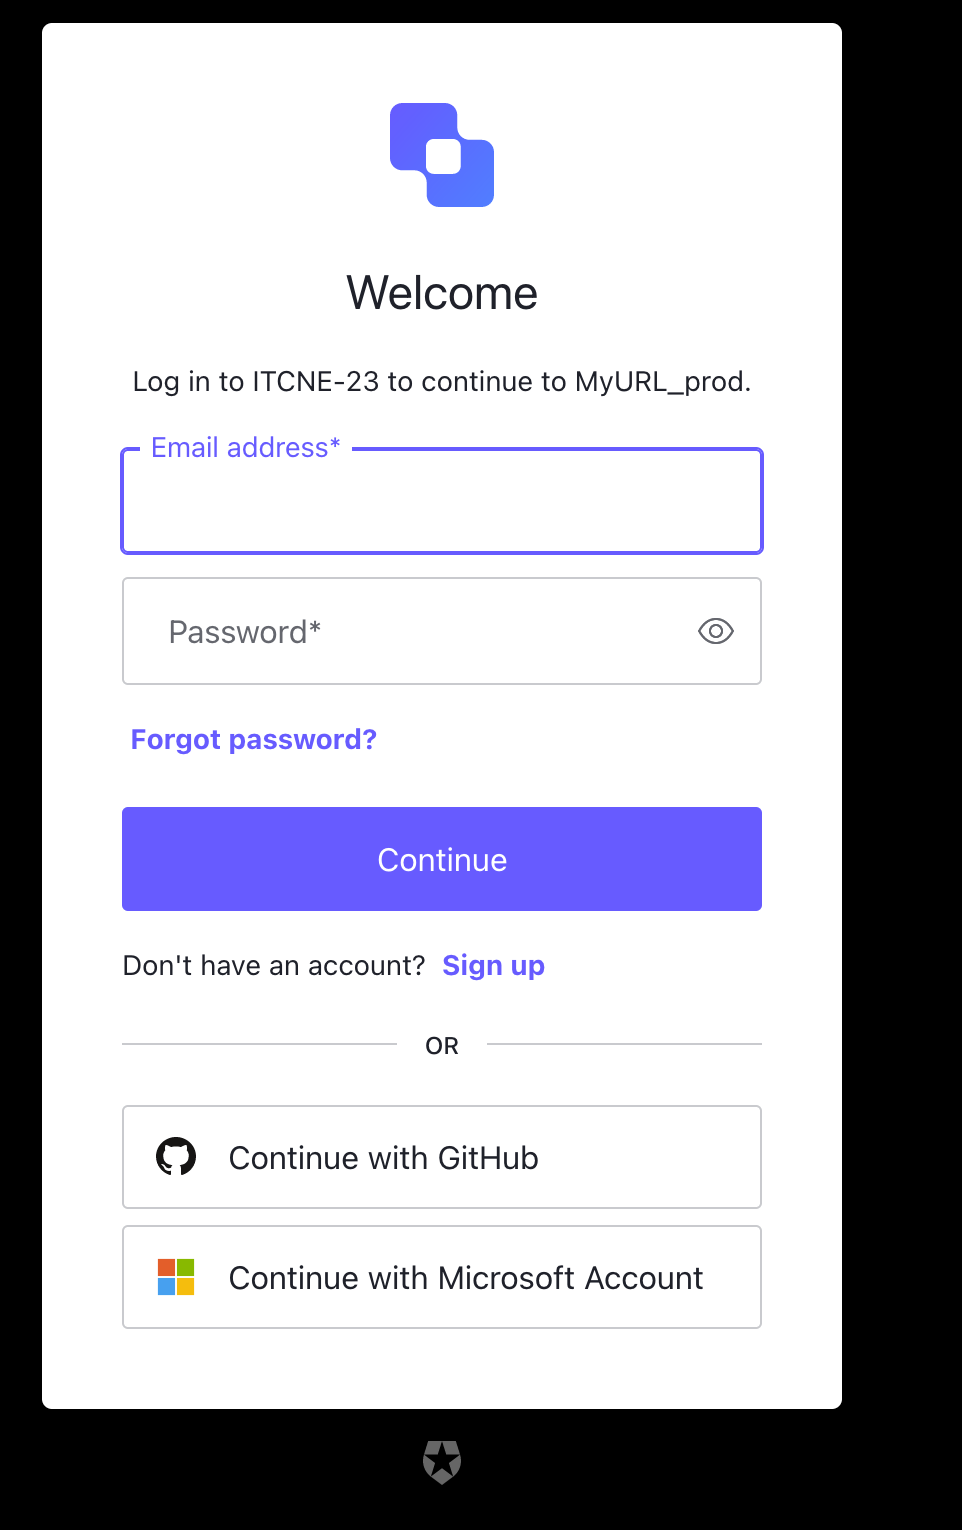 Welcome
Log in to ITCNE-23 to continue to MyURL_prod.
Email address*
Password*
Forgot password?
Continue
Don't have an account? Sign up
OR
Continue with GitHub
Continue with Microsoft Account